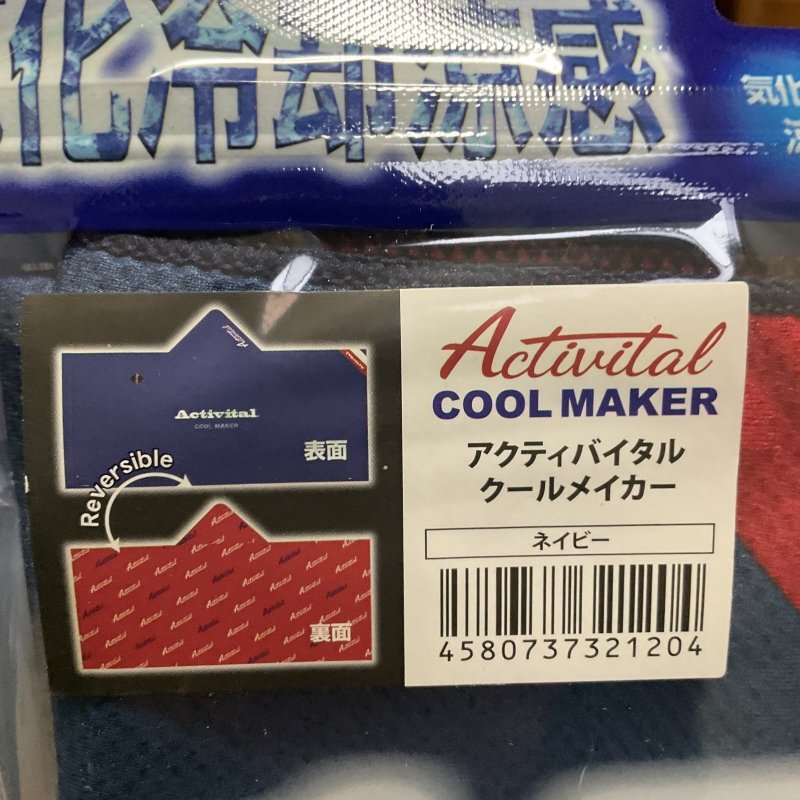 化冷却涼感
気化
Activital
Activital
COOL MAKER
表面
Reversible
裏面
Activital
COOL MAKER
アクティバイタル
クールメイカー
ネイビー
4580737321204